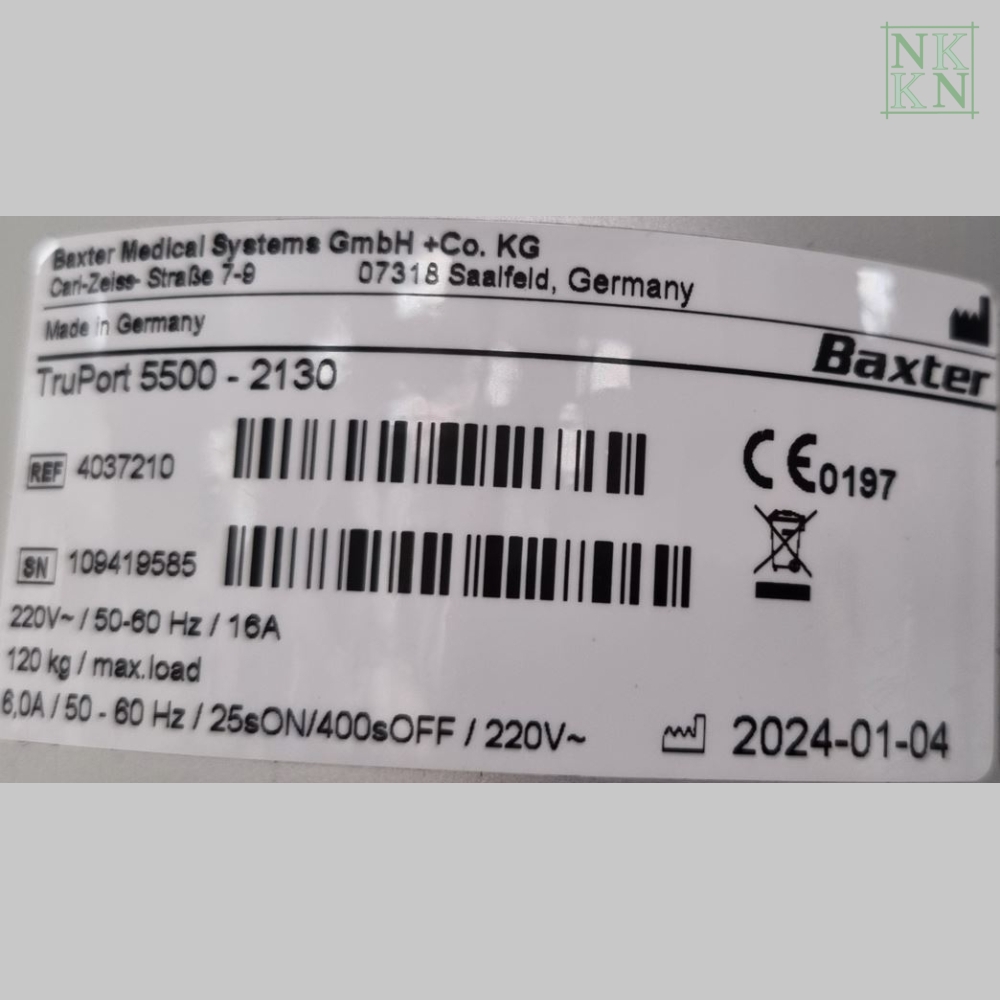 NK
KN
Baxter Medical Systems GmbH +Co. KG
Carl-Zeiss- Straße 7-9 07318 Saalfeld, Germany
Made in Germany
Baxter
TruPort 5500 - 2130
REF 4037210
CE 0197
SN 109419585
220V~ / 50-60 Hz / 16A
120 kg / max.load
6,0A / 50 - 60 Hz / 25sON/400sOFF / 220V~
2024-01-04